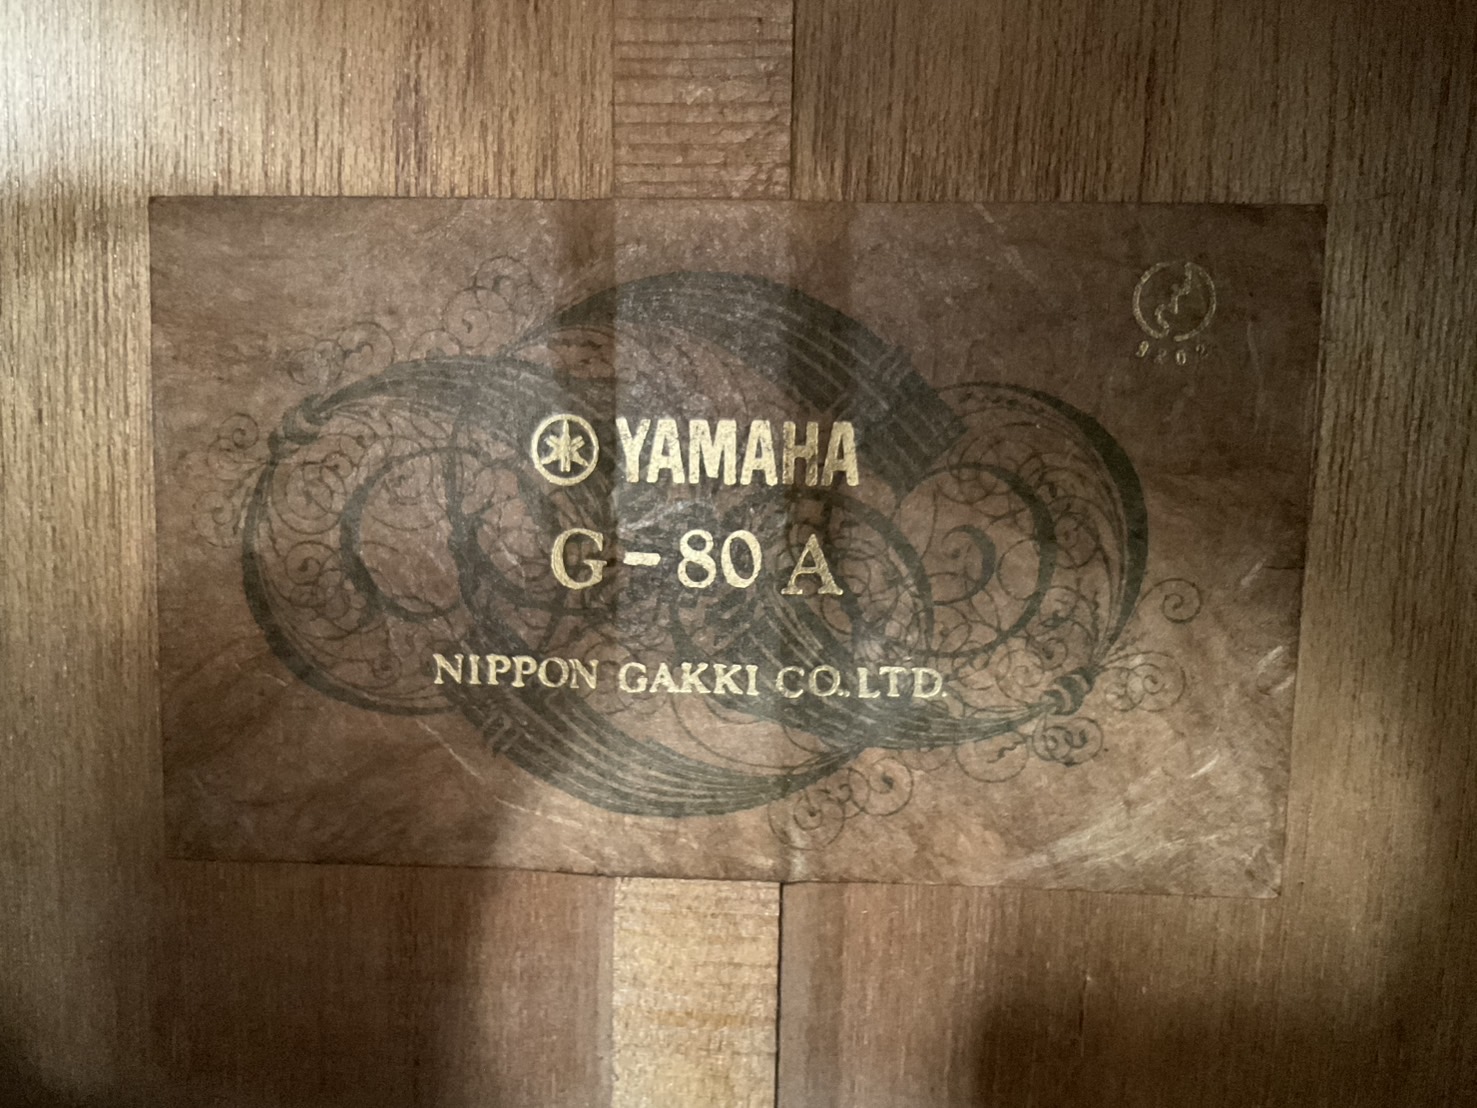 YAMAHA
G-80 A
NIPPON GAKKI CO., LTD.